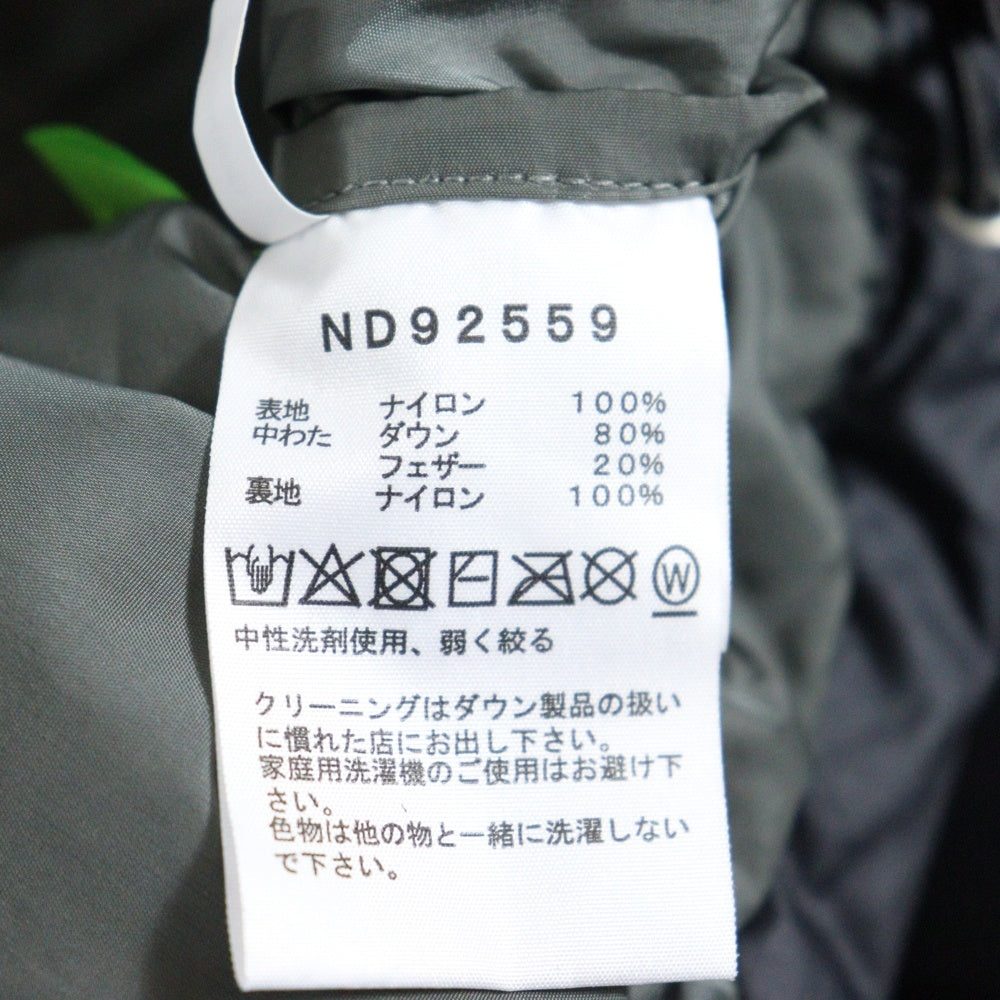 ND92559
表地 ナイロン 100%
中わた ダウン 80%
フェザー 20%
裏地 ナイロン 100%
W
中性洗剤使用、弱く絞る
クリーニングはダウン製品の扱い
に慣れた店にお出し下さい。
家庭用洗濯機のご使用はお避け下
さい。
色物は他の物と一緒に洗濯しない
で下さい。